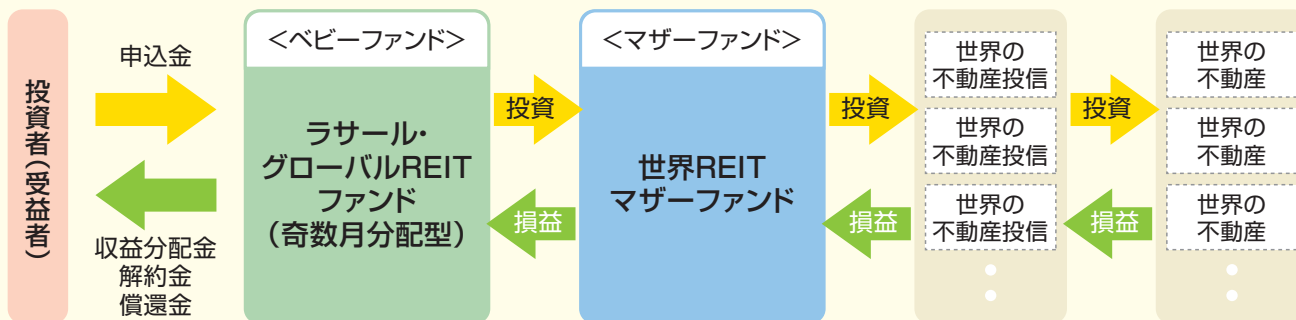 投資者(受益者)
申込金
収益分配金
解約金
償還金
<ベビーファンド>
ラサール・
グローバルREIT
ファンド
(奇数月分配型)
投資
損益
<マザーファンド>
世界REIT
マザーファンド
投資
損益
世界の
不動産投信
世界の
不動産投信
世界の
不動産投信
投資
損益
世界の
不動産
世界の
不動産
世界の
不動産